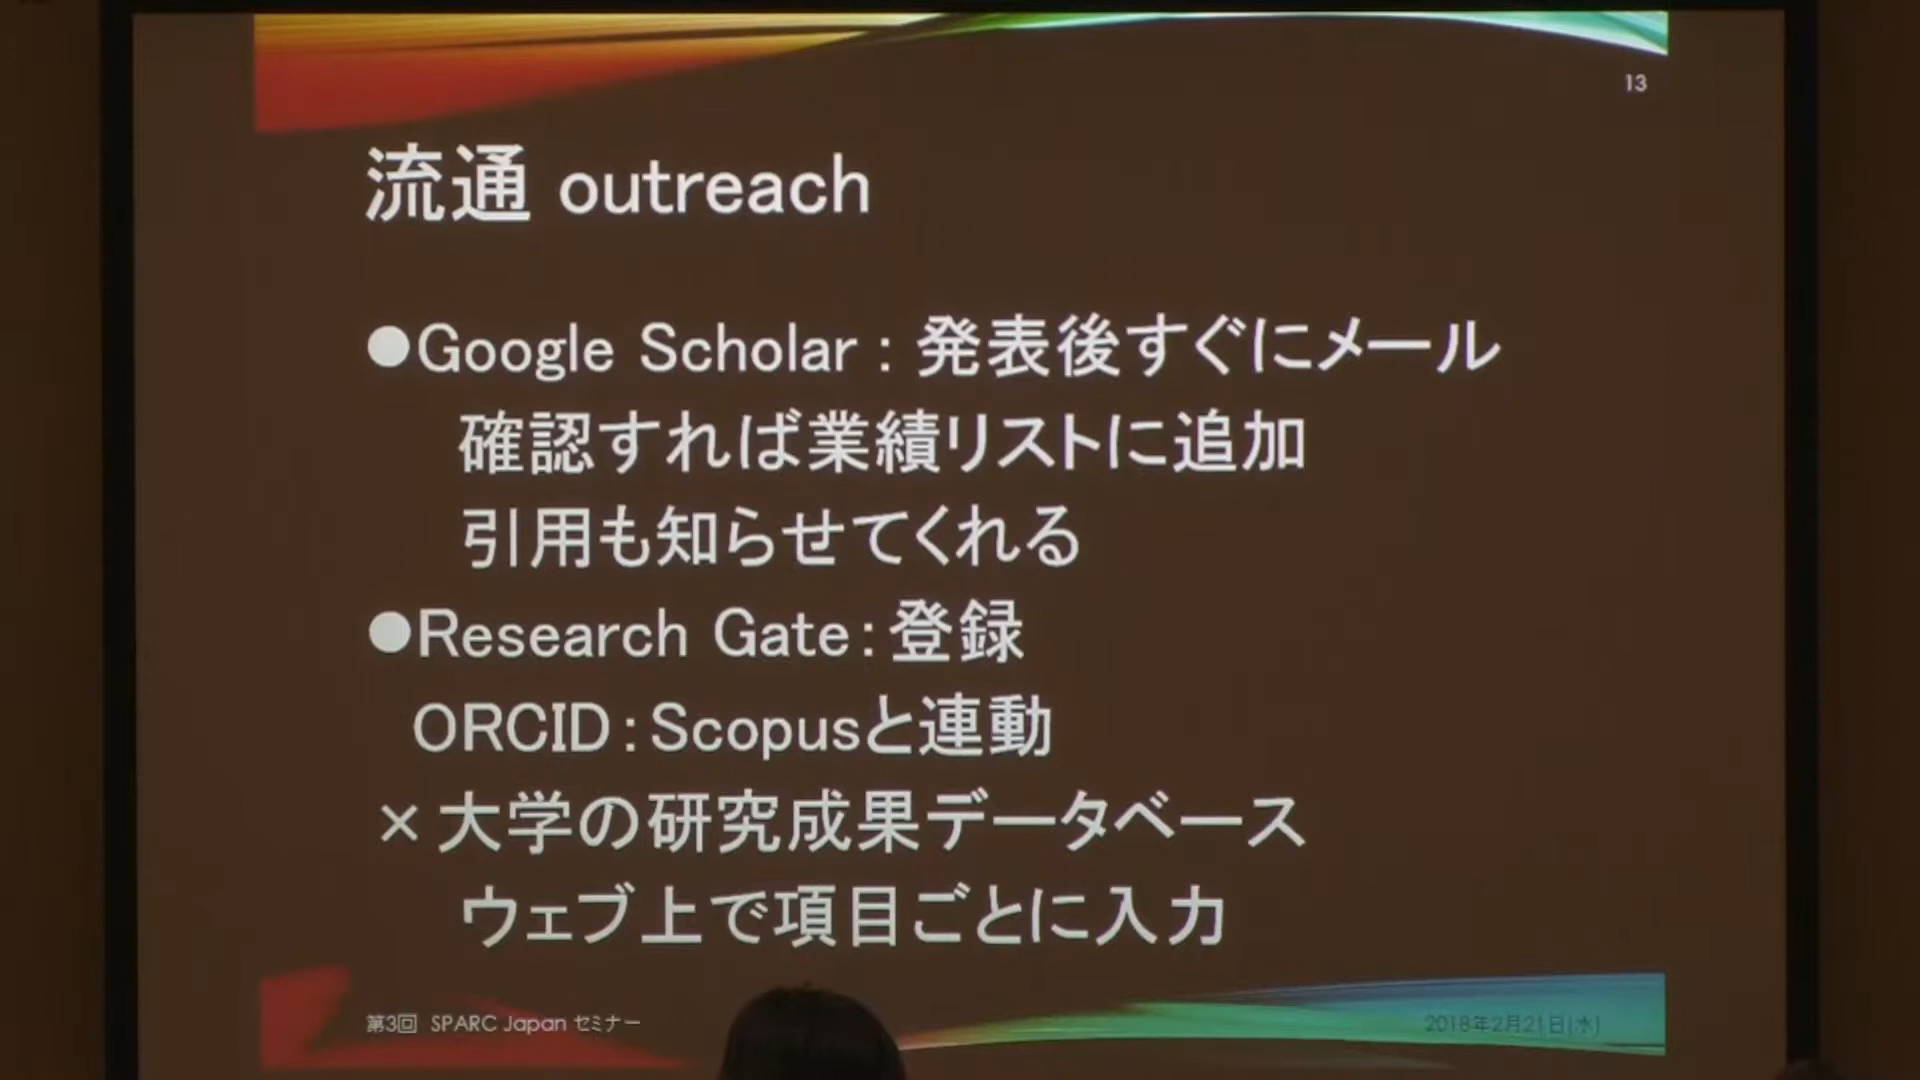 13
流通 outreach
●Google Scholar：発表後すぐにメール
確認すれば業績リストに追加
引用も知らせてくれる
●Research Gate：登録
ORCID：Scopusと連動
×大学の研究成果データベース
ウェブ上で項目ごとに入力
第3回 SPARC Japan セミナー
2018年2月21日(水)